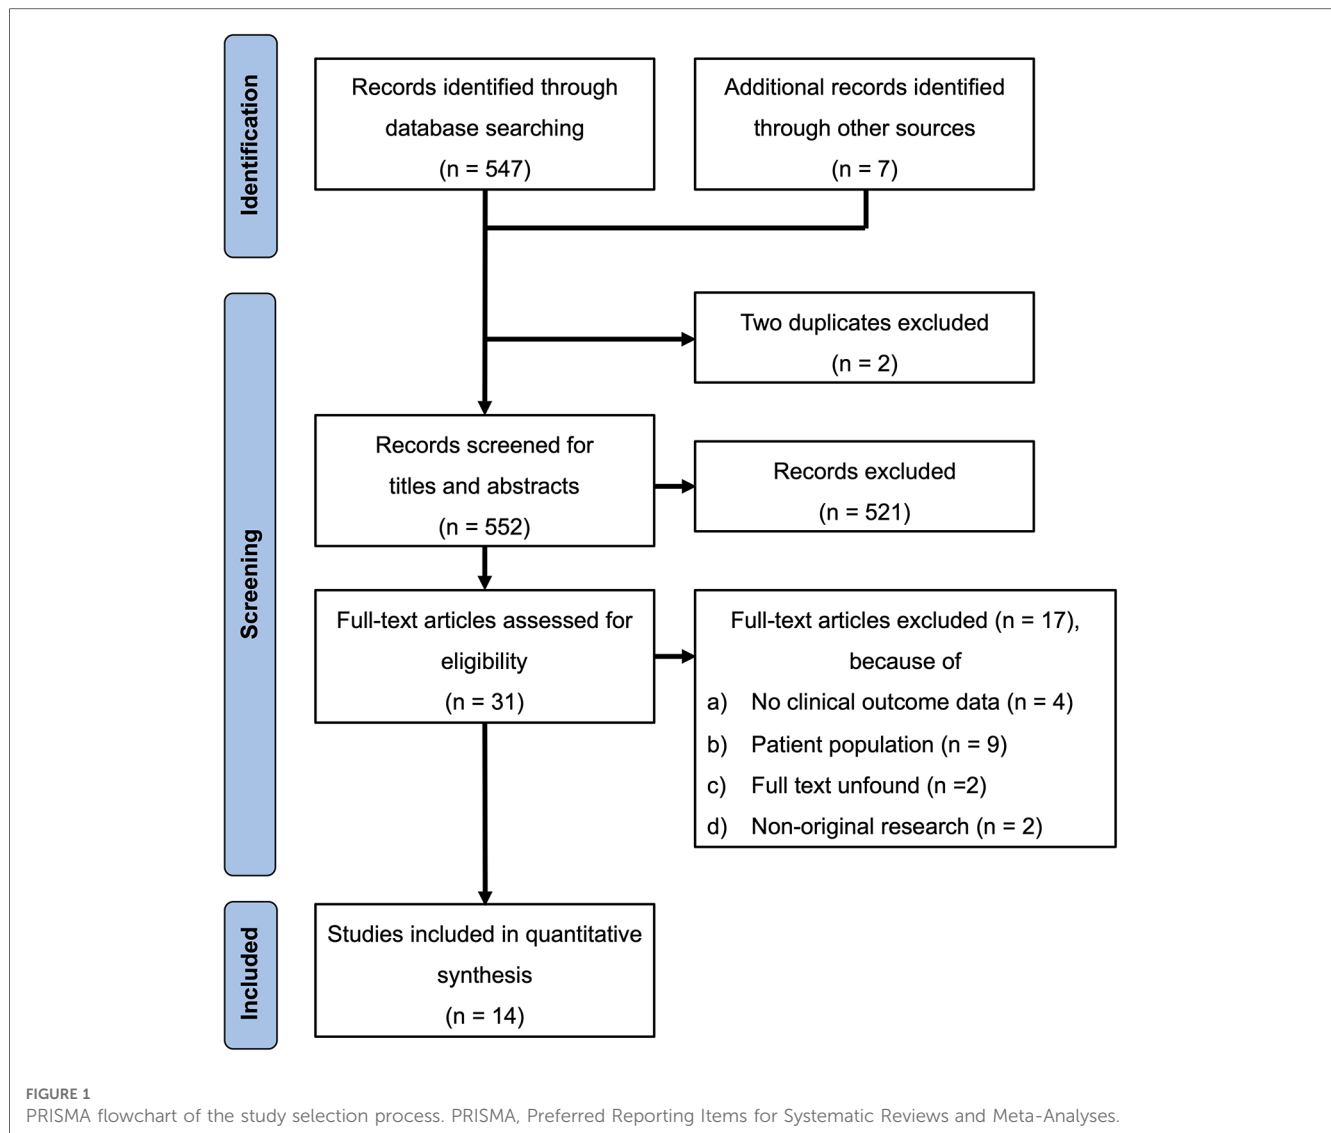 Identification
Records identified through
database searching
(n = 547)
Additional records identified
through other sources
(n = 7)
Screening
Two duplicates excluded
(n = 2)
Records screened for
titles and abstracts
(n = 552)
Records excluded
(n = 521)
Full-text articles assessed for
eligibility
(n = 31)
Full-text articles excluded (n = 17),
because of
a) No clinical outcome data (n = 4)
b) Patient population (n = 9)
c) Full text unfound (n =2)
d) Non-original research (n = 2)
Included
Studies included in quantitative
synthesis
(n = 14)
FIGURE 1
PRISMA flowchart of the study selection process. PRISMA, Preferred Reporting Items for Systematic Reviews and Meta-Analyses.